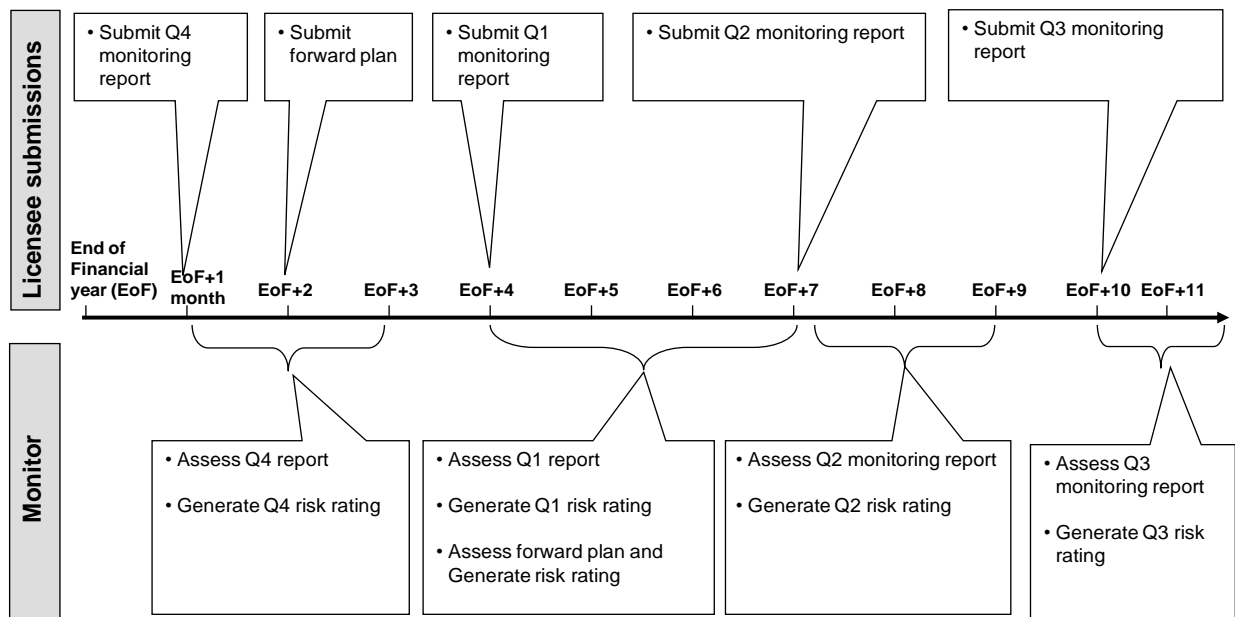 Licensee submissions
• Submit Q4
monitoring
report
• Submit
forward plan
• Submit Q1
monitoring
report
• Submit Q2 monitoring report
• Submit Q3 monitoring
report
End of
Financial
year (EoF)
EoF+1
month
EoF+2
EoF+3
EoF+4
EoF+5
EoF+6
EoF+7
EoF+8
EoF+9
EoF+10
EoF+11
Monitor
• Assess Q4 report
• Generate Q4 risk rating
• Assess Q1 report
• Generate Q1 risk rating
• Assess forward plan and
Generate risk rating
• Assess Q2 monitoring report
• Generate Q2 risk rating
• Assess Q3
monitoring report
• Generate Q3 risk
rating